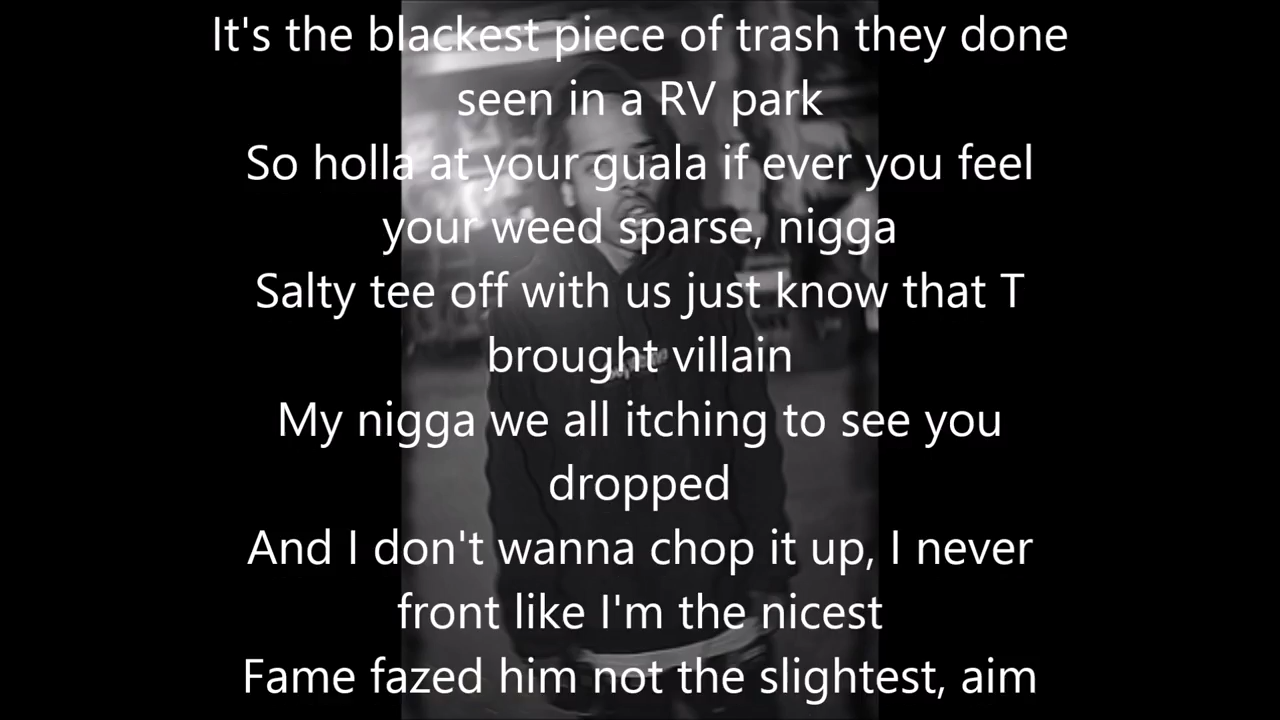 It's the blackest piece of trash they done
seen in a RV park
So holla at your guala if ever you feel
your weed sparse, nigga
Salty tee off with us just know that T
brought villain
My nigga we all itching to see you
dropped
And I don't wanna chop it up, I never
front like I'm the nicest
Fame fazed him not the slightest, aim